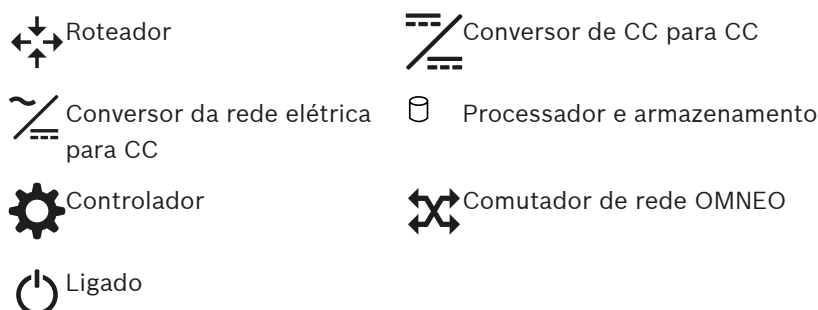 Roteador
Conversor de CC para CC
Conversor da rede elétrica
para CC
Processador e armazenamento
Controlador
Comutador de rede OMNEO
Ligado